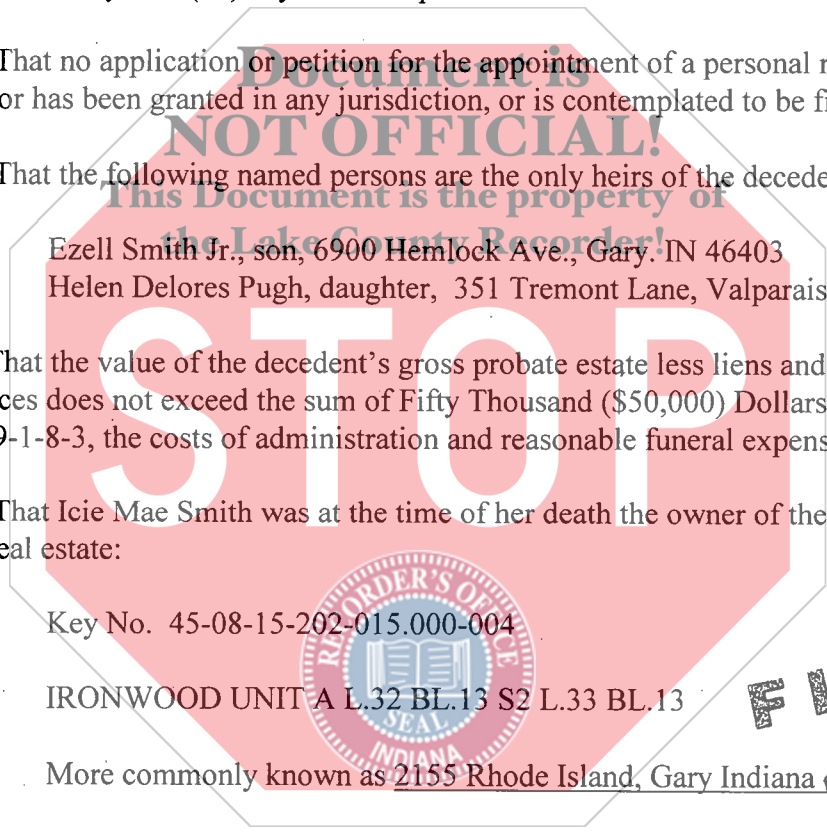 That no application or petition for the appointment of a personal
or has been granted in any jurisdiction, or is contemplated to be
That the following named persons are the only heirs of the
Ezell Smith Jr., son, 6900 Hemlock Ave., Gary. IN 46403
Helen Delores Pugh, daughter, 351 Tremont Lane, Valparais
hat the value of the decedent's gross probate estate less liens and
ces does not exceed the sum of Fifty Thousand ($50,000) Dollars
9-1-8-3, the costs of administration and reasonable funeral expens
That Icie Mae Smith was at the time of her death the owner of the
eal estate:
Key No. 45-08-15-202-015.000-004
IRONWOOD UNIT A L.32 BL.13 S2 L.33 BL.13
More commonly known as 2155 Rhode Island, Gary Indiana
Document is
NOT OFFICIAL!
This Document is the property of
the Lake County Recorder!
STOP
RECORDER'S OFFICE
SEAL
INDIANA